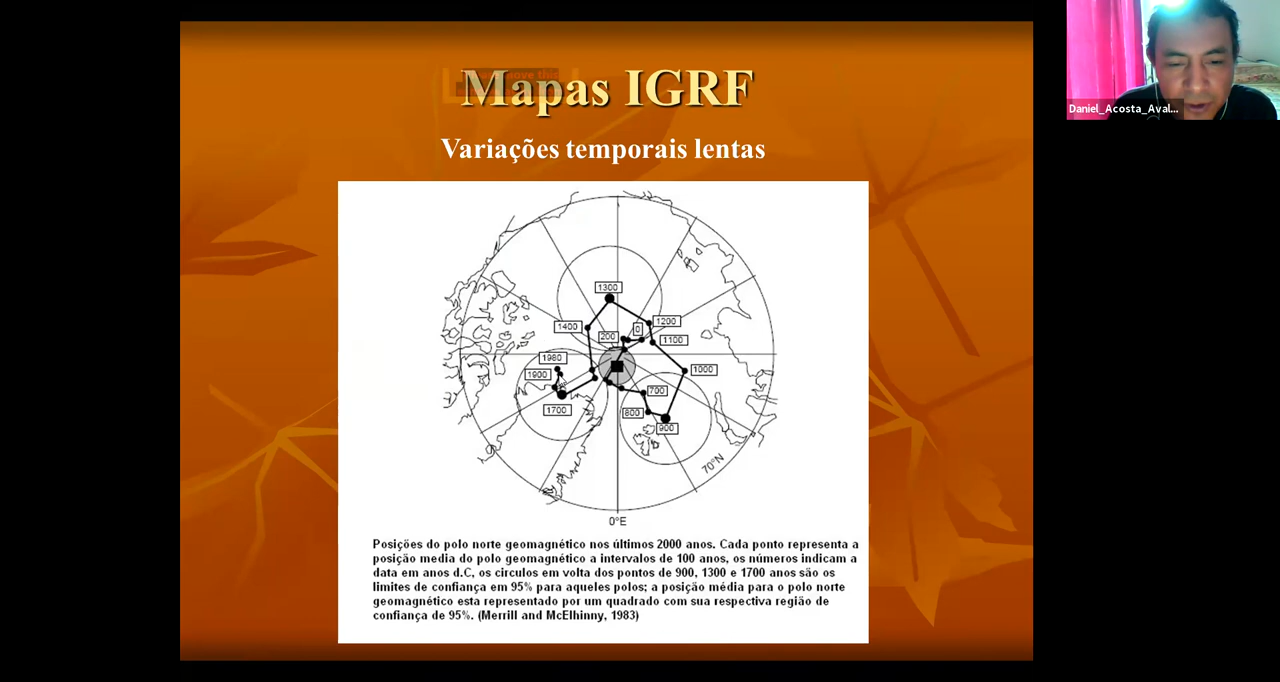 Mapas IGRF
Daniel_Acosta_Aval...
Variações temporais lentas
1300
1200
0
1400
200
1100
1980
1000
1900
700
1700
800
900
70°N
0°E
Posições do polo norte geomagnético nos últimos 2000 anos. Cada ponto representa a
posição media do polo geomagnético a intervalos de 100 anos, os números indicam a
data em anos d.C, os circulos em volta dos pontos de 900, 1300 e 1700 anos são os
limites de confiança em 95% para aqueles polos; a posição média para o polo norte
geomagnético esta representado por um quadrado com sua respectiva região de
confiança de 95%. (Merrill and McElhinny, 1983)